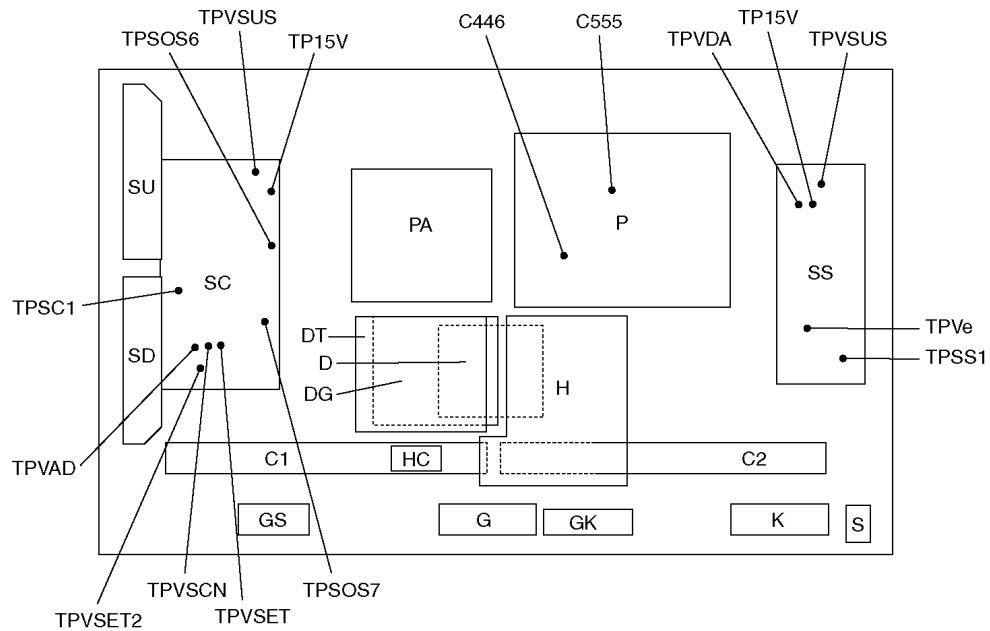 TPVSUS
TPSOS6
TP15V
C446
C555
TPVDA
TP15V
TPVSUS
SU
PA
P
SC
SS
TPSC1
SD
DT
D
DG
H
TPVe
TPSS1
TPVAD
C1
HC
C2
GS
G
GK
K
S
TPVSCN
TPSOS7
TPVSET2
TPVSET